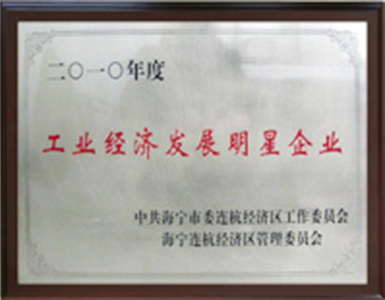 二〇一〇年度
工业经济发展明星企业
中共海宁市委连杭经济区工作委员会
海宁连杭经济区管理委员会